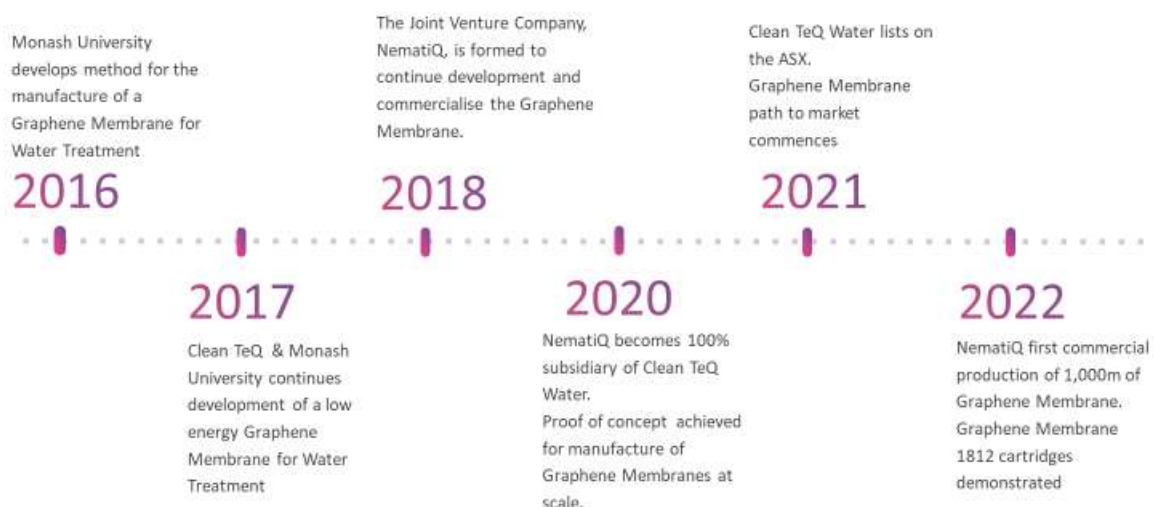 Monash University
develops method for the
manufacture of a
Graphene Membrane for
Water Treatment
2016
The Joint Venture Company,
NematiQ, is formed to
continue development and
commercialise the Graphene
Membrane.
2018
Clean TeQ Water lists on
the ASX.
Graphene Membrane
path to market
commences
2021
2017
Clean TeQ & Monash
University continues
development of a low
energy Graphene
Membrane for Water
Treatment
2020
NematiQ becomes 100%
subsidiary of Clean TeQ
Water.
Proof of concept achieved
for manufacture of
Graphene Membranes at
scale.
2022
NematiQ first commercial
production of 1,000m of
Graphene Membrane.
Graphene Membrane
1812 cartridges
demonstrated